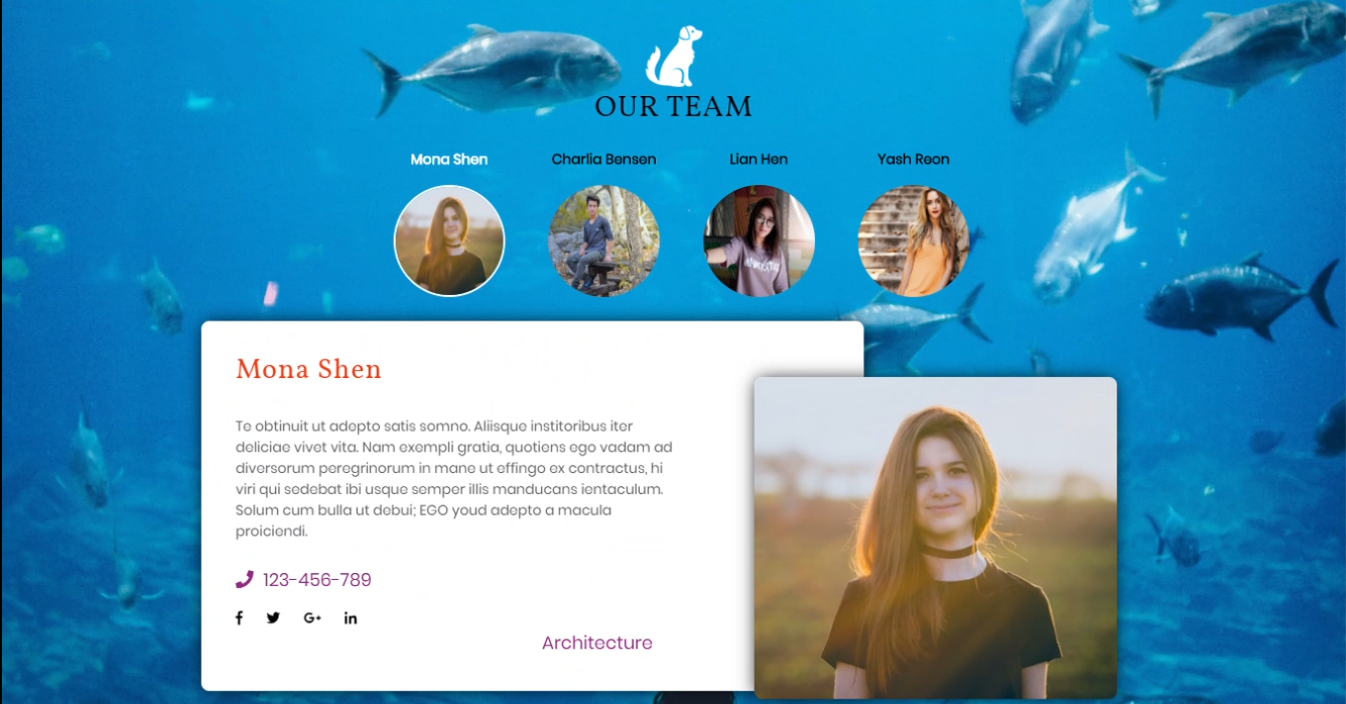 OUR TEAM
Mona Shen
Charlia Bensen
Lian Hen
Yash Roon
Mona Shen
Te obtinuit ut adepto satis somno. Aliisque institoribus iter
deliciae vivet vita. Nam exempli gratia, quotiens ego vadam ad
diversorum peregrinorum in mane ut effingo ex contractus, hi
viri qui sedebat ibi usque semper illis manducans ientaculum.
Solum cum bulla ut debui; EGO youd adepto a macula
proiciendi.
123-456-789
f G+ in
Architecture